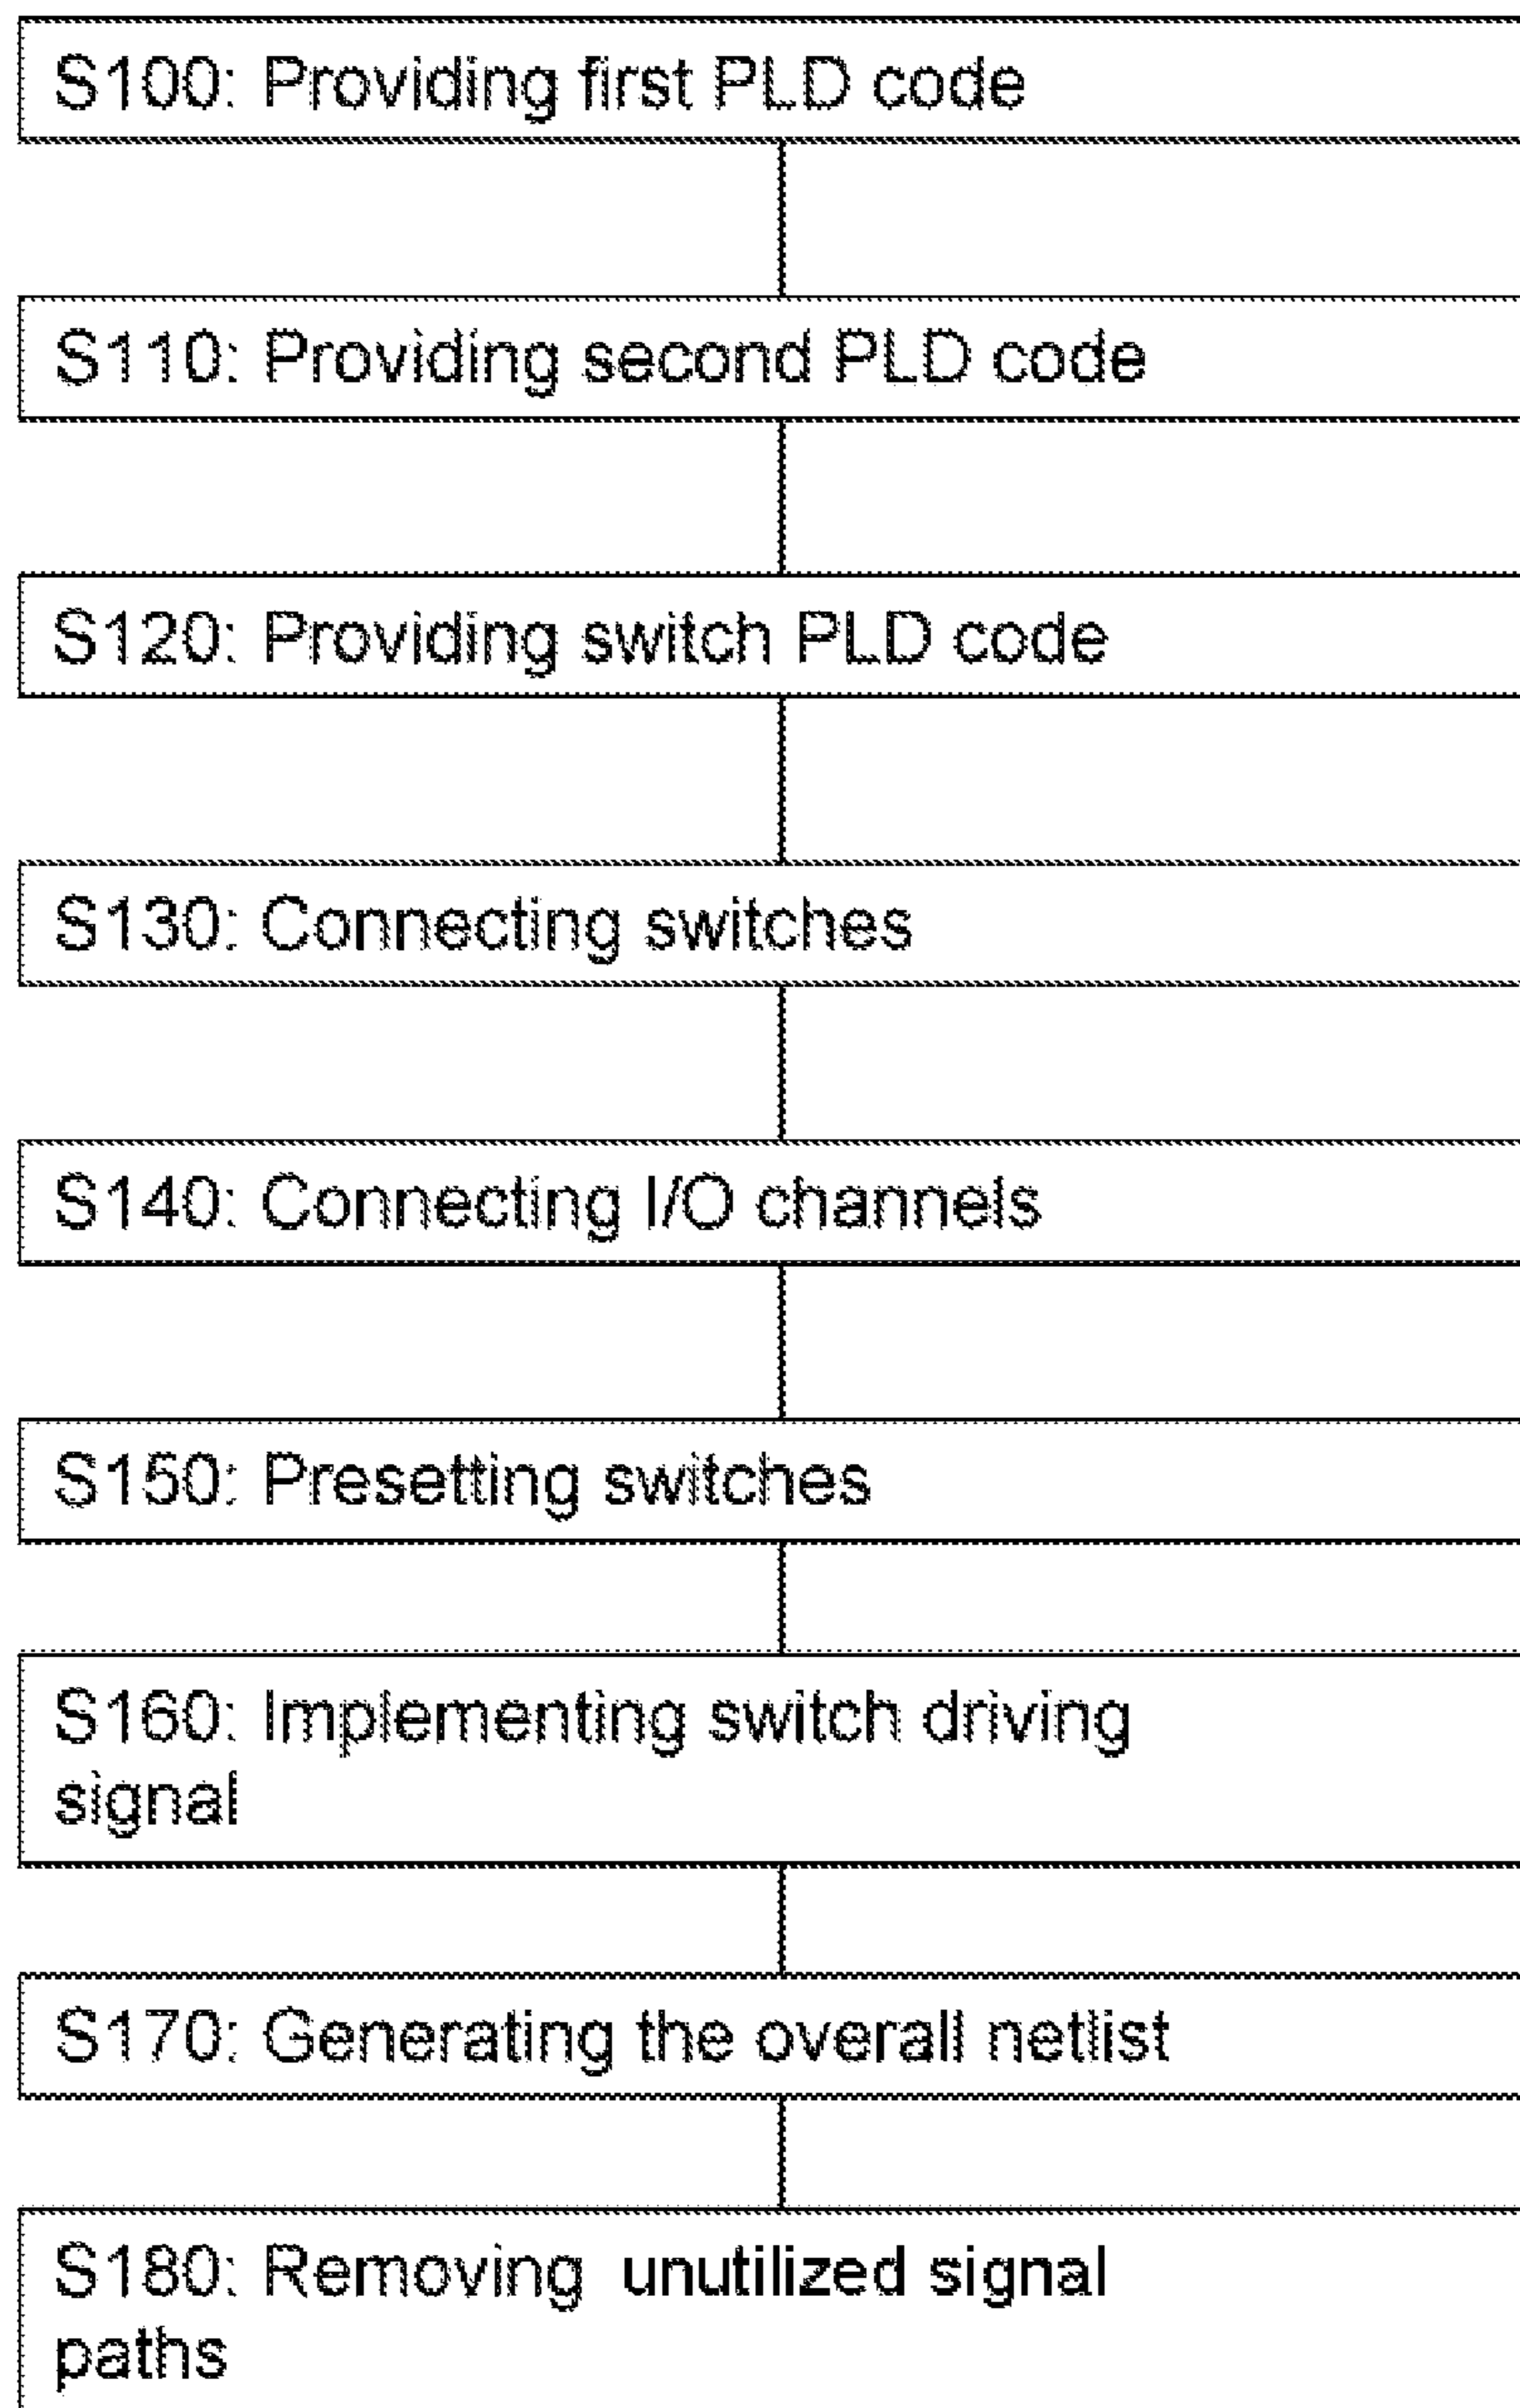 S100: Providing first PLD code
S110: Providing second PLD code
S120: Providing switch PLD code
S130: Connecting switches
S140: Connecting I/O channels
S150: Presetting switches
S160: Implementing switch driving
signal
S170: Generating the overall netlist
S180: Removing unutilized signal
paths